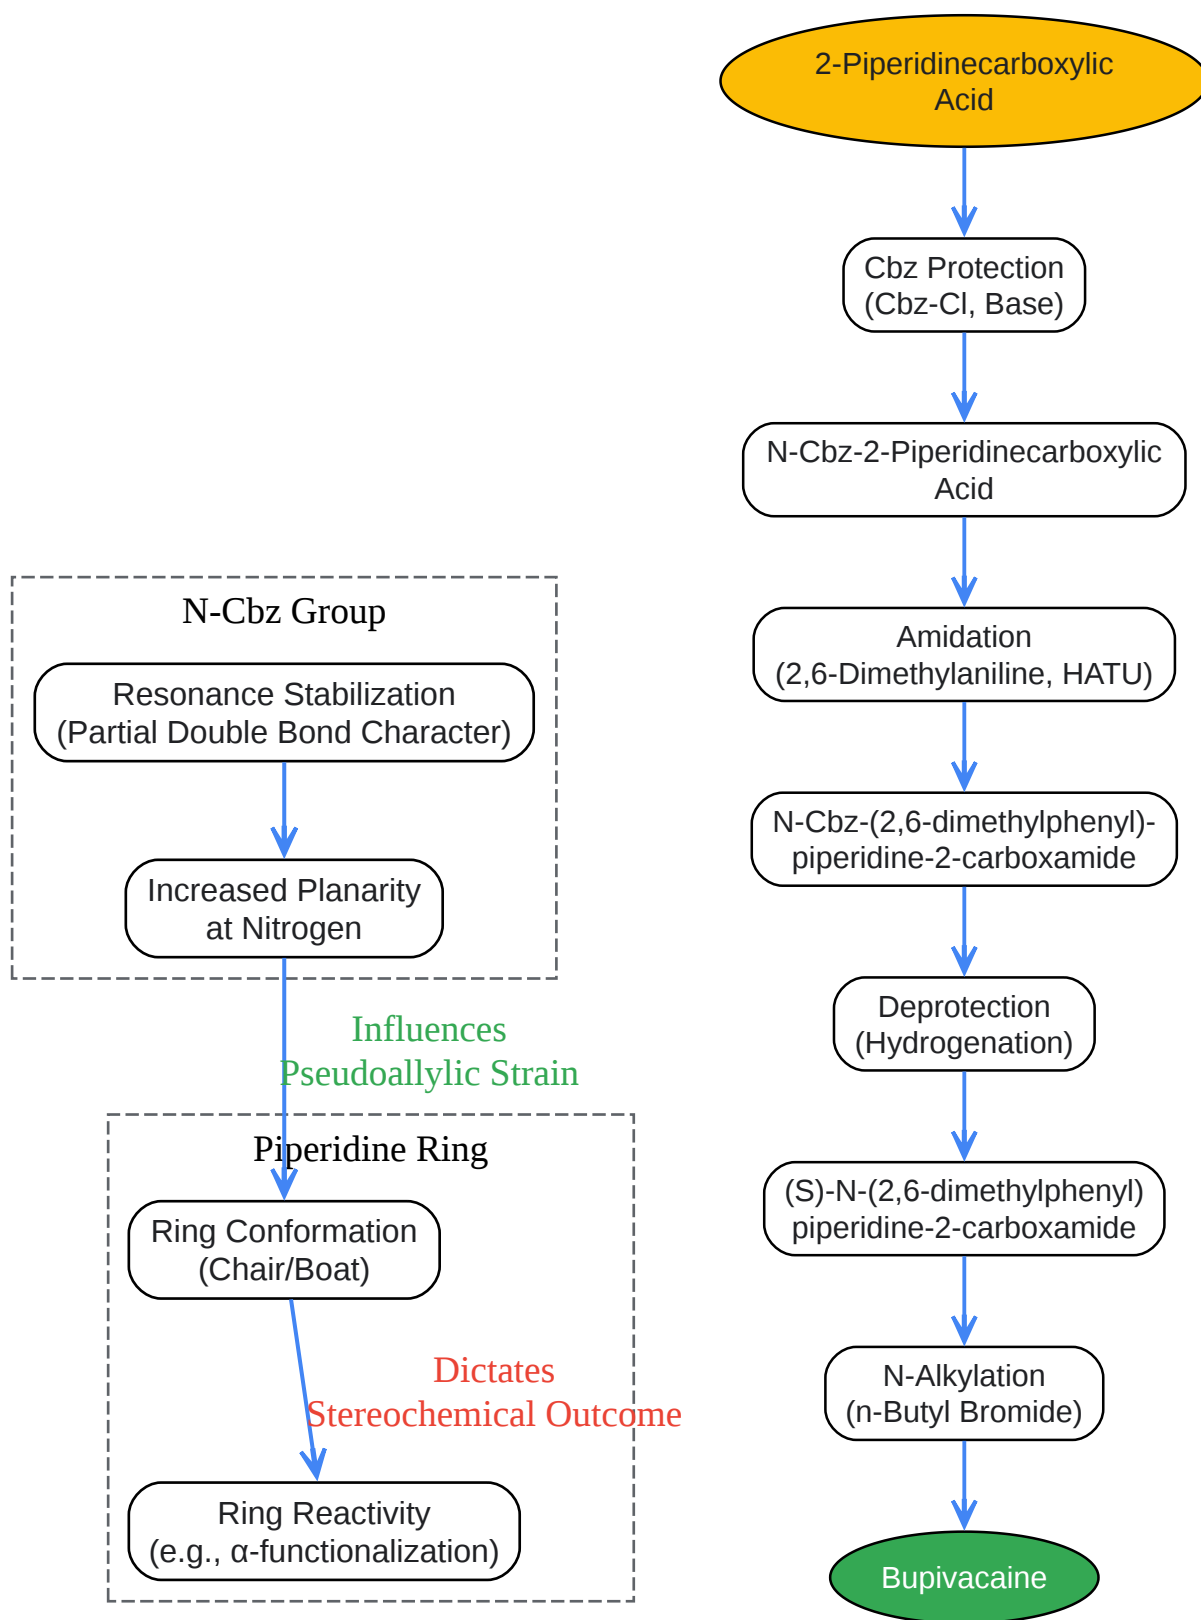 2-Piperidinecarboxylic
Acid
Cbz Protection
(Cbz-Cl, Base)
N-Cbz-2-Piperidinecarboxylic
Acid
Amidation
(2,6-Dimethylaniline, HATU)
N-Cbz-(2,6-dimethylphenyl)-
piperidine-2-carboxamide
Deprotection
(Hydrogenation)
(S)-N-(2,6-dimethylphenyl)
piperidine-2-carboxamide
N-Alkylation
(n-Butyl Bromide)
Bupivacaine
N-Cbz Group
Resonance Stabilization
(Partial Double Bond Character)
Increased Planarity
at Nitrogen
Influences
Pseudoallylic Strain
Piperidine Ring
Ring Conformation
(Chair/Boat)
Dictates
Stereochemical Outcome
Ring Reactivity
(e.g., α-functionalization)